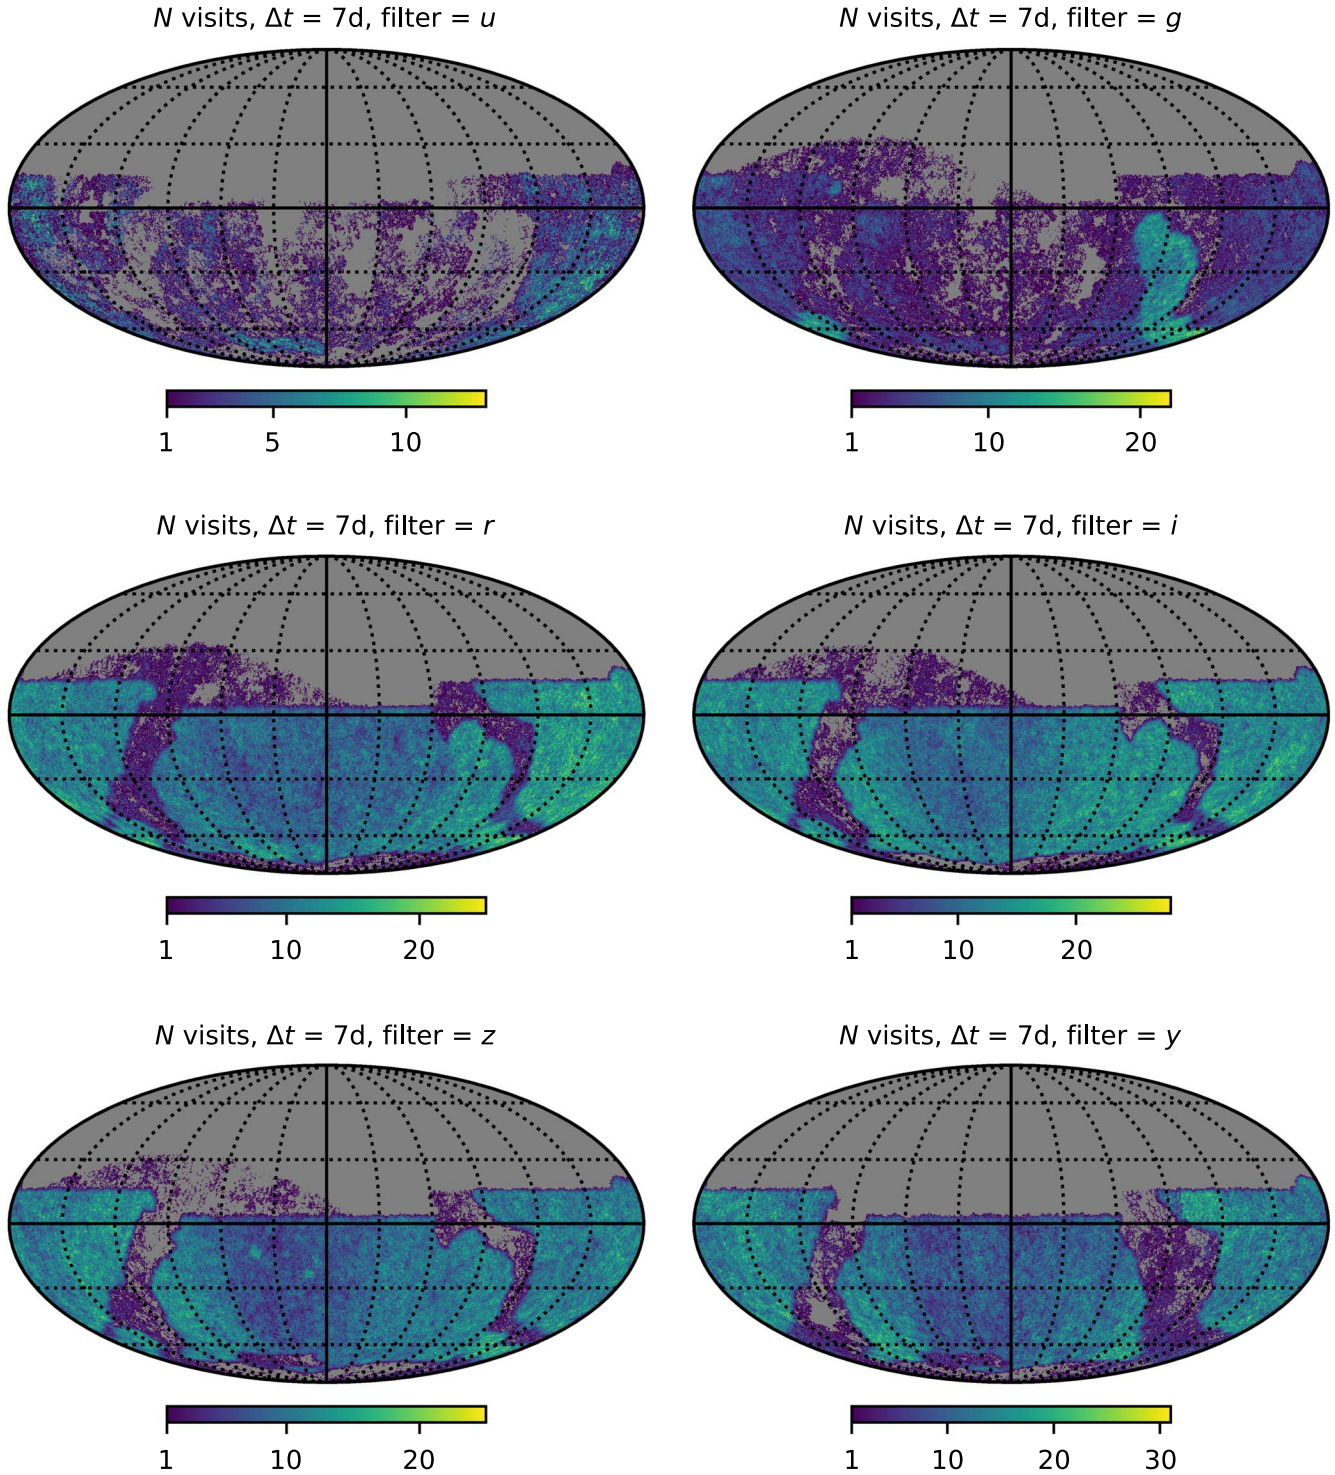 N visits, Δt = 7d, filter = u
N visits, Δt = 7d, filter = g
1 5 10
1 10 20
N visits, Δt = 7d, filter = r
N visits, Δt = 7d, filter = i
1 10 20
1 10 20
N visits, Δt = 7d, filter = z
N visits, Δt = 7d, filter = y
1 10 20
1 10 20 30